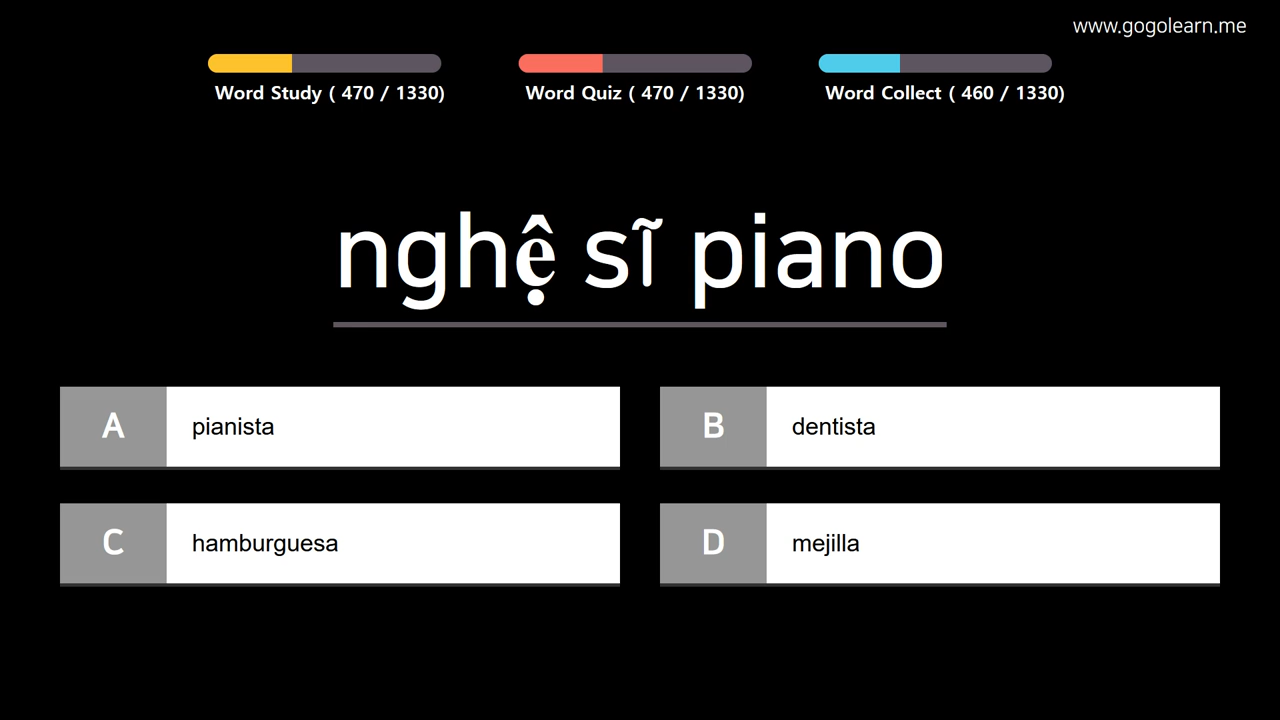 www.gogolearn.me
Word Study ( 470 / 1330)
Word Quiz ( 470 / 1330)
Word Collect ( 460 / 1330)
nghệ sĩ piano
A pianista
B dentista
C hamburguesa
D mejilla